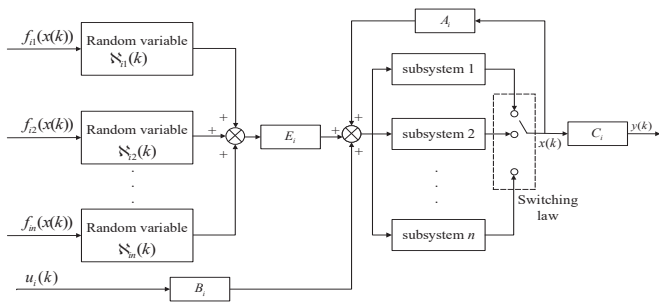 f_{i1}(x(k))
Random variable
ℵ_{i1}(k)
f_{i2}(x(k))
Random variable
ℵ_{i2}(k)
.
.
.
.
.
.
f_{in}(x(k))
Random variable
ℵ_{in}(k)
u_i(k)
B_i
+
+
+
E_i
+
+
+
A_i
subsystem 1
subsystem 2
.
.
.
subsystem n
Switching
law
x(k)
C_i
y(k)